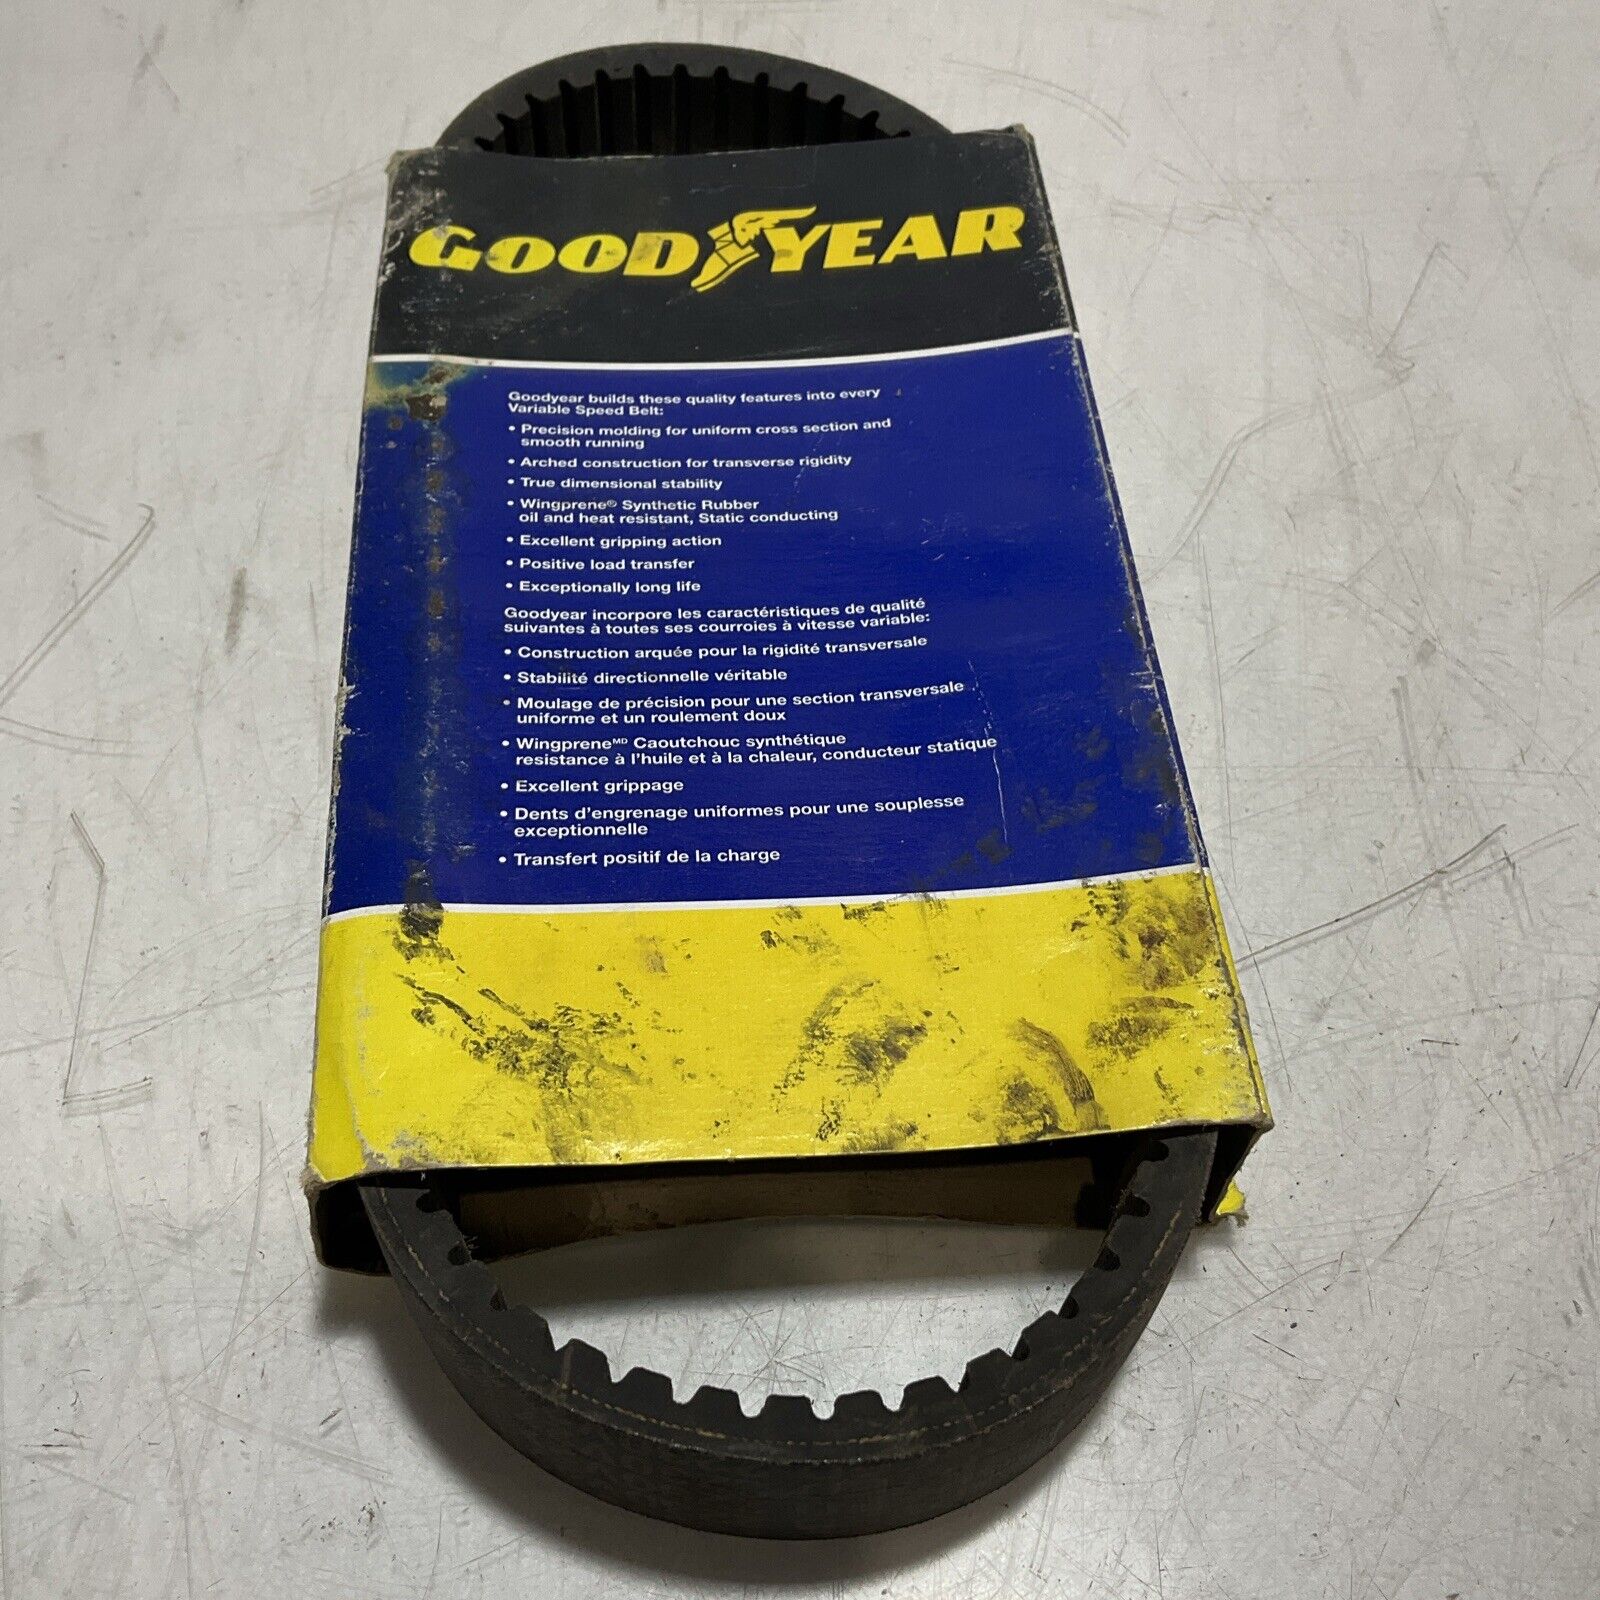 GOODYEAR
Goodyear builds these quality features into every
Variable Speed Belt:
• Precision molding for uniform cross section and
smooth running
• Arched construction for transverse rigidity
• True dimensional stability
• Wingprene® Synthetic Rubber
oil and heat resistant, Static conducting
• Excellent gripping action
• Positive load transfer
• Exceptionally long life
Goodyear incorpore les caractéristiques de qualité
suivantes à toutes ses courroies à vitesse variable:
• Construction arquée pour la rigidité transversale
• Stabilité directionnelle véritable
• Moulage de précision pour une section transversale
uniforme et un roulement doux
• Wingprene MD Caoutchouc synthétique
resistance à l'huile et à la chaleur, conducteur statique
• Excellent grippage
• Dents d'engrenage uniformes pour une souplesse
exceptionnelle
• Transfert positif de la charge